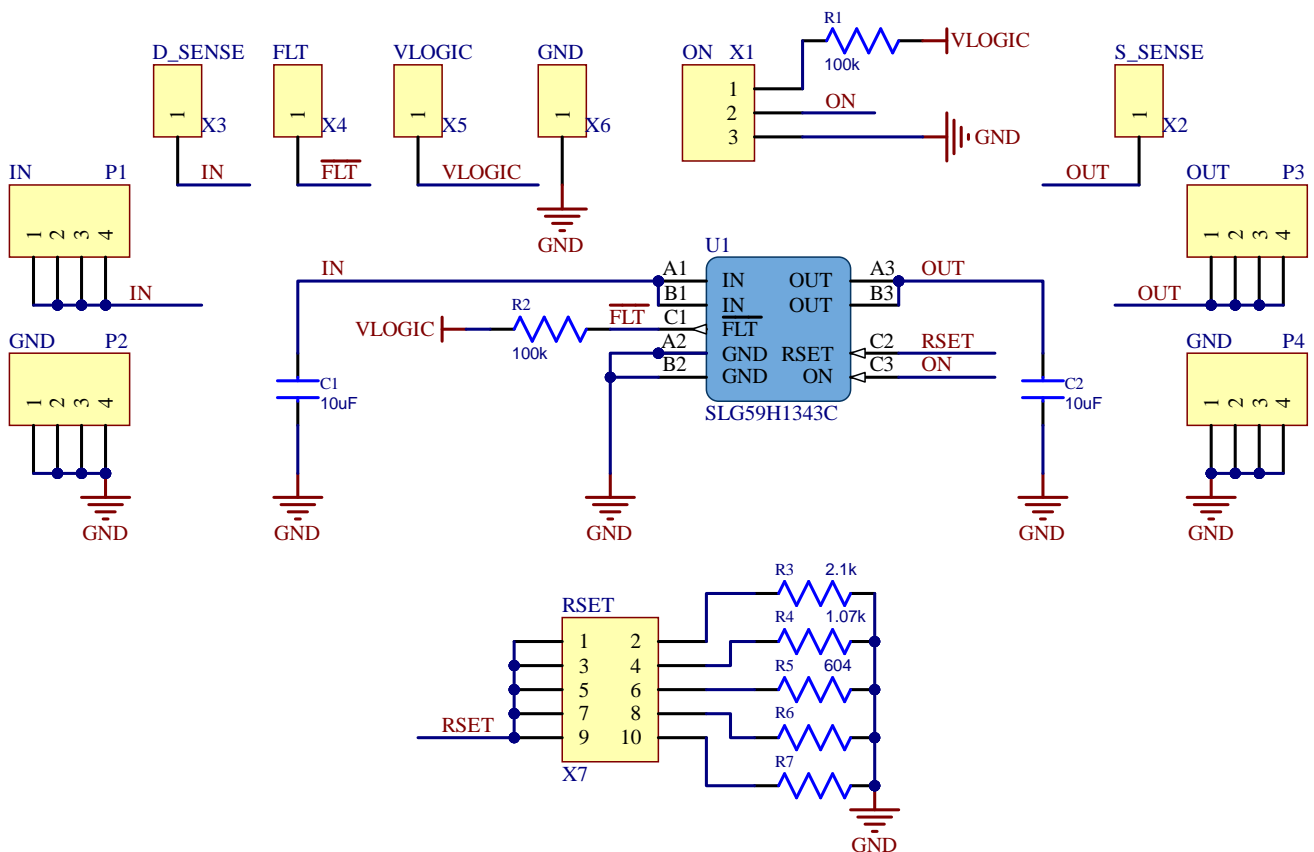 D_SENSE FLT VLOGIC GND ON X1 R1 VLOGIC S_SENSE
100k
1 X3 1 X4 1 X5 1 X6 1 2 3 ON GND 1 X2
IN FLT VLOGIC GND OUT
IN P1 OUT P3
1 2 3 4 1 2 3 4
IN OUT
U1
IN A1 IN OUT A3 OUT
B1 IN OUT B3
VLOGIC R2 100k FLT C1 FLT
A2 GND RSET C2 RSET
B2 GND ON C3 ON
SLG59H1343C
GND P2 GND P4
1 2 3 4 1 2 3 4
C1 C2
10uF 10uF
GND GND GND GND GND
RSET R3 2.1k
1 2 R4 1.07k
3 4 R5 604
5 6 R6
7 8 R7
RSET 9 10
X7
GND